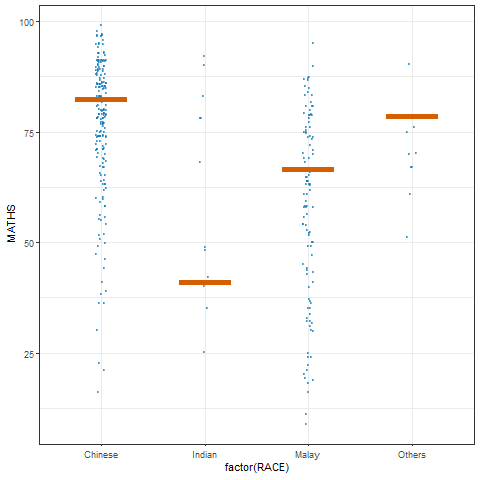 100
75
50
25
MATHS
Chinese
Indian
Malay
Others
factor(RACE)